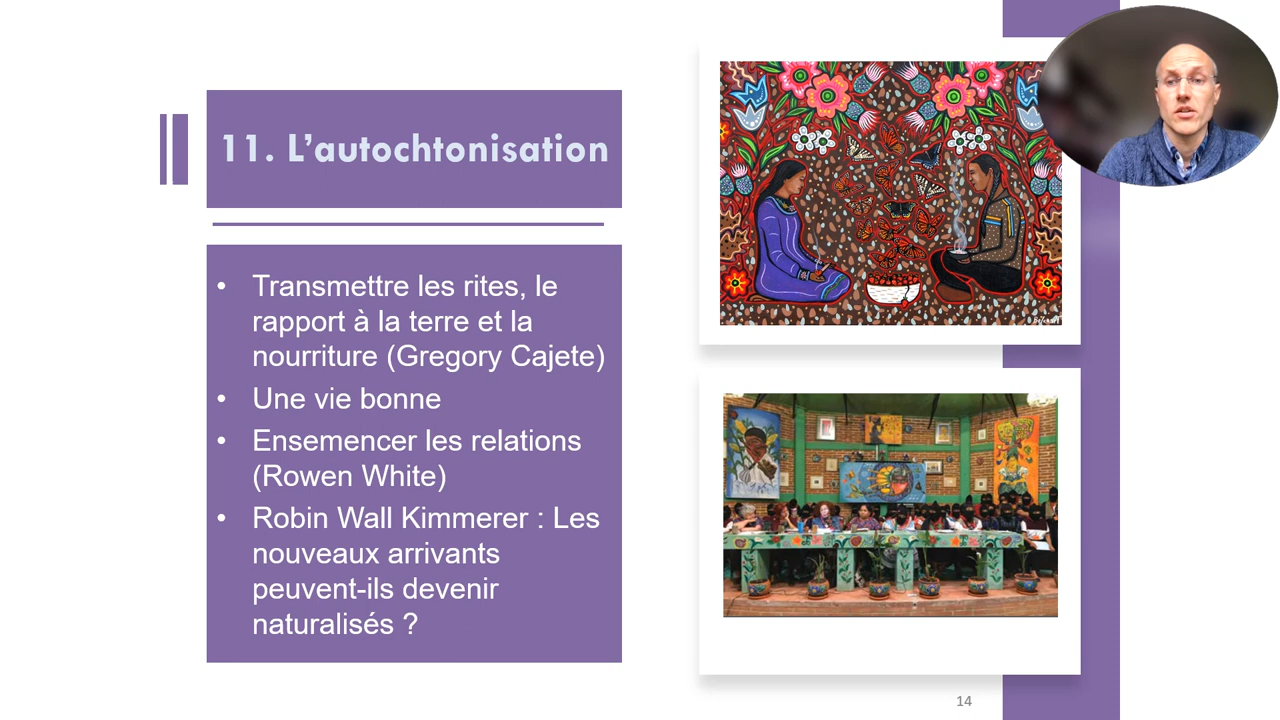 11. L’autochtonisation
• Transmettre les rites, le
rapport à la terre et la
nourriture (Gregory Cajete)
• Une vie bonne
• Ensemencer les relations
(Rowen White)
• Robin Wall Kimmerer : Les
nouveaux arrivants
peuvent-ils devenir
naturalisés ?
14